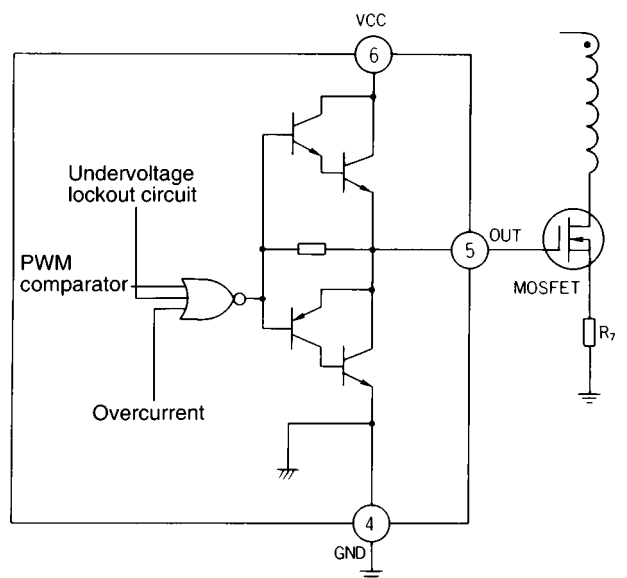 VCC
6
Undervoltage
lockout circuit
PWM
comparator
Overcurrent
5
OUT
MOSFET
R7
4
GND